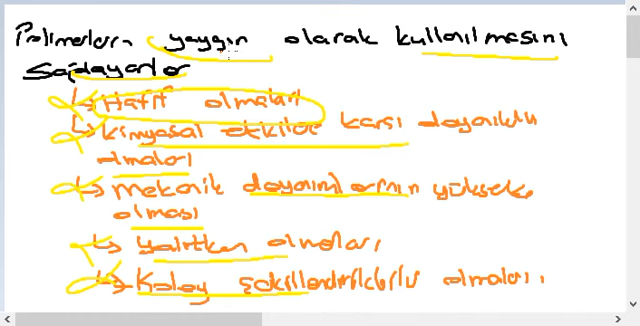 Polimerlerin yaygın olarak kullanılmasını
Sağlayanlar
Hafif olmaları
Kimyasal etkilere karşı dayanıklı
olmaları
Mekanik dayanımlarının yüksek
olması
Yalıtkan olmaları
Kolay şekillendirilebilir olmaları